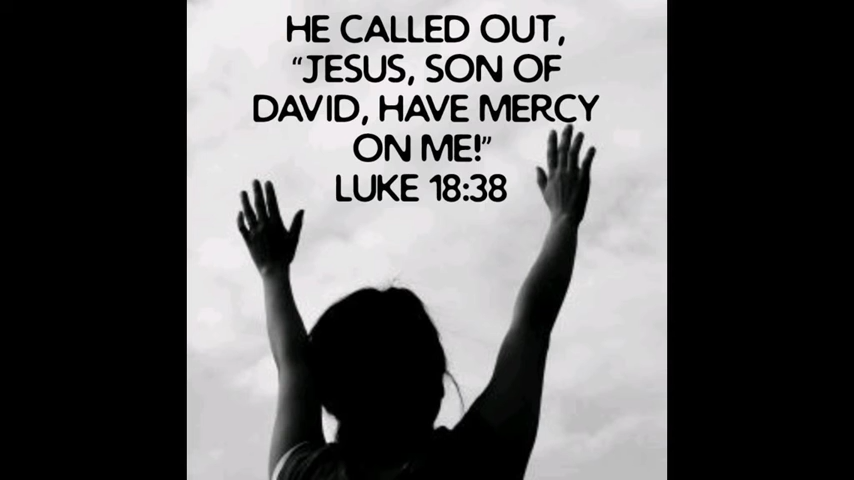 HE CALLED OUT,
“JESUS, SON OF
DAVID, HAVE MERCY
ON ME!”
LUKE 18:38